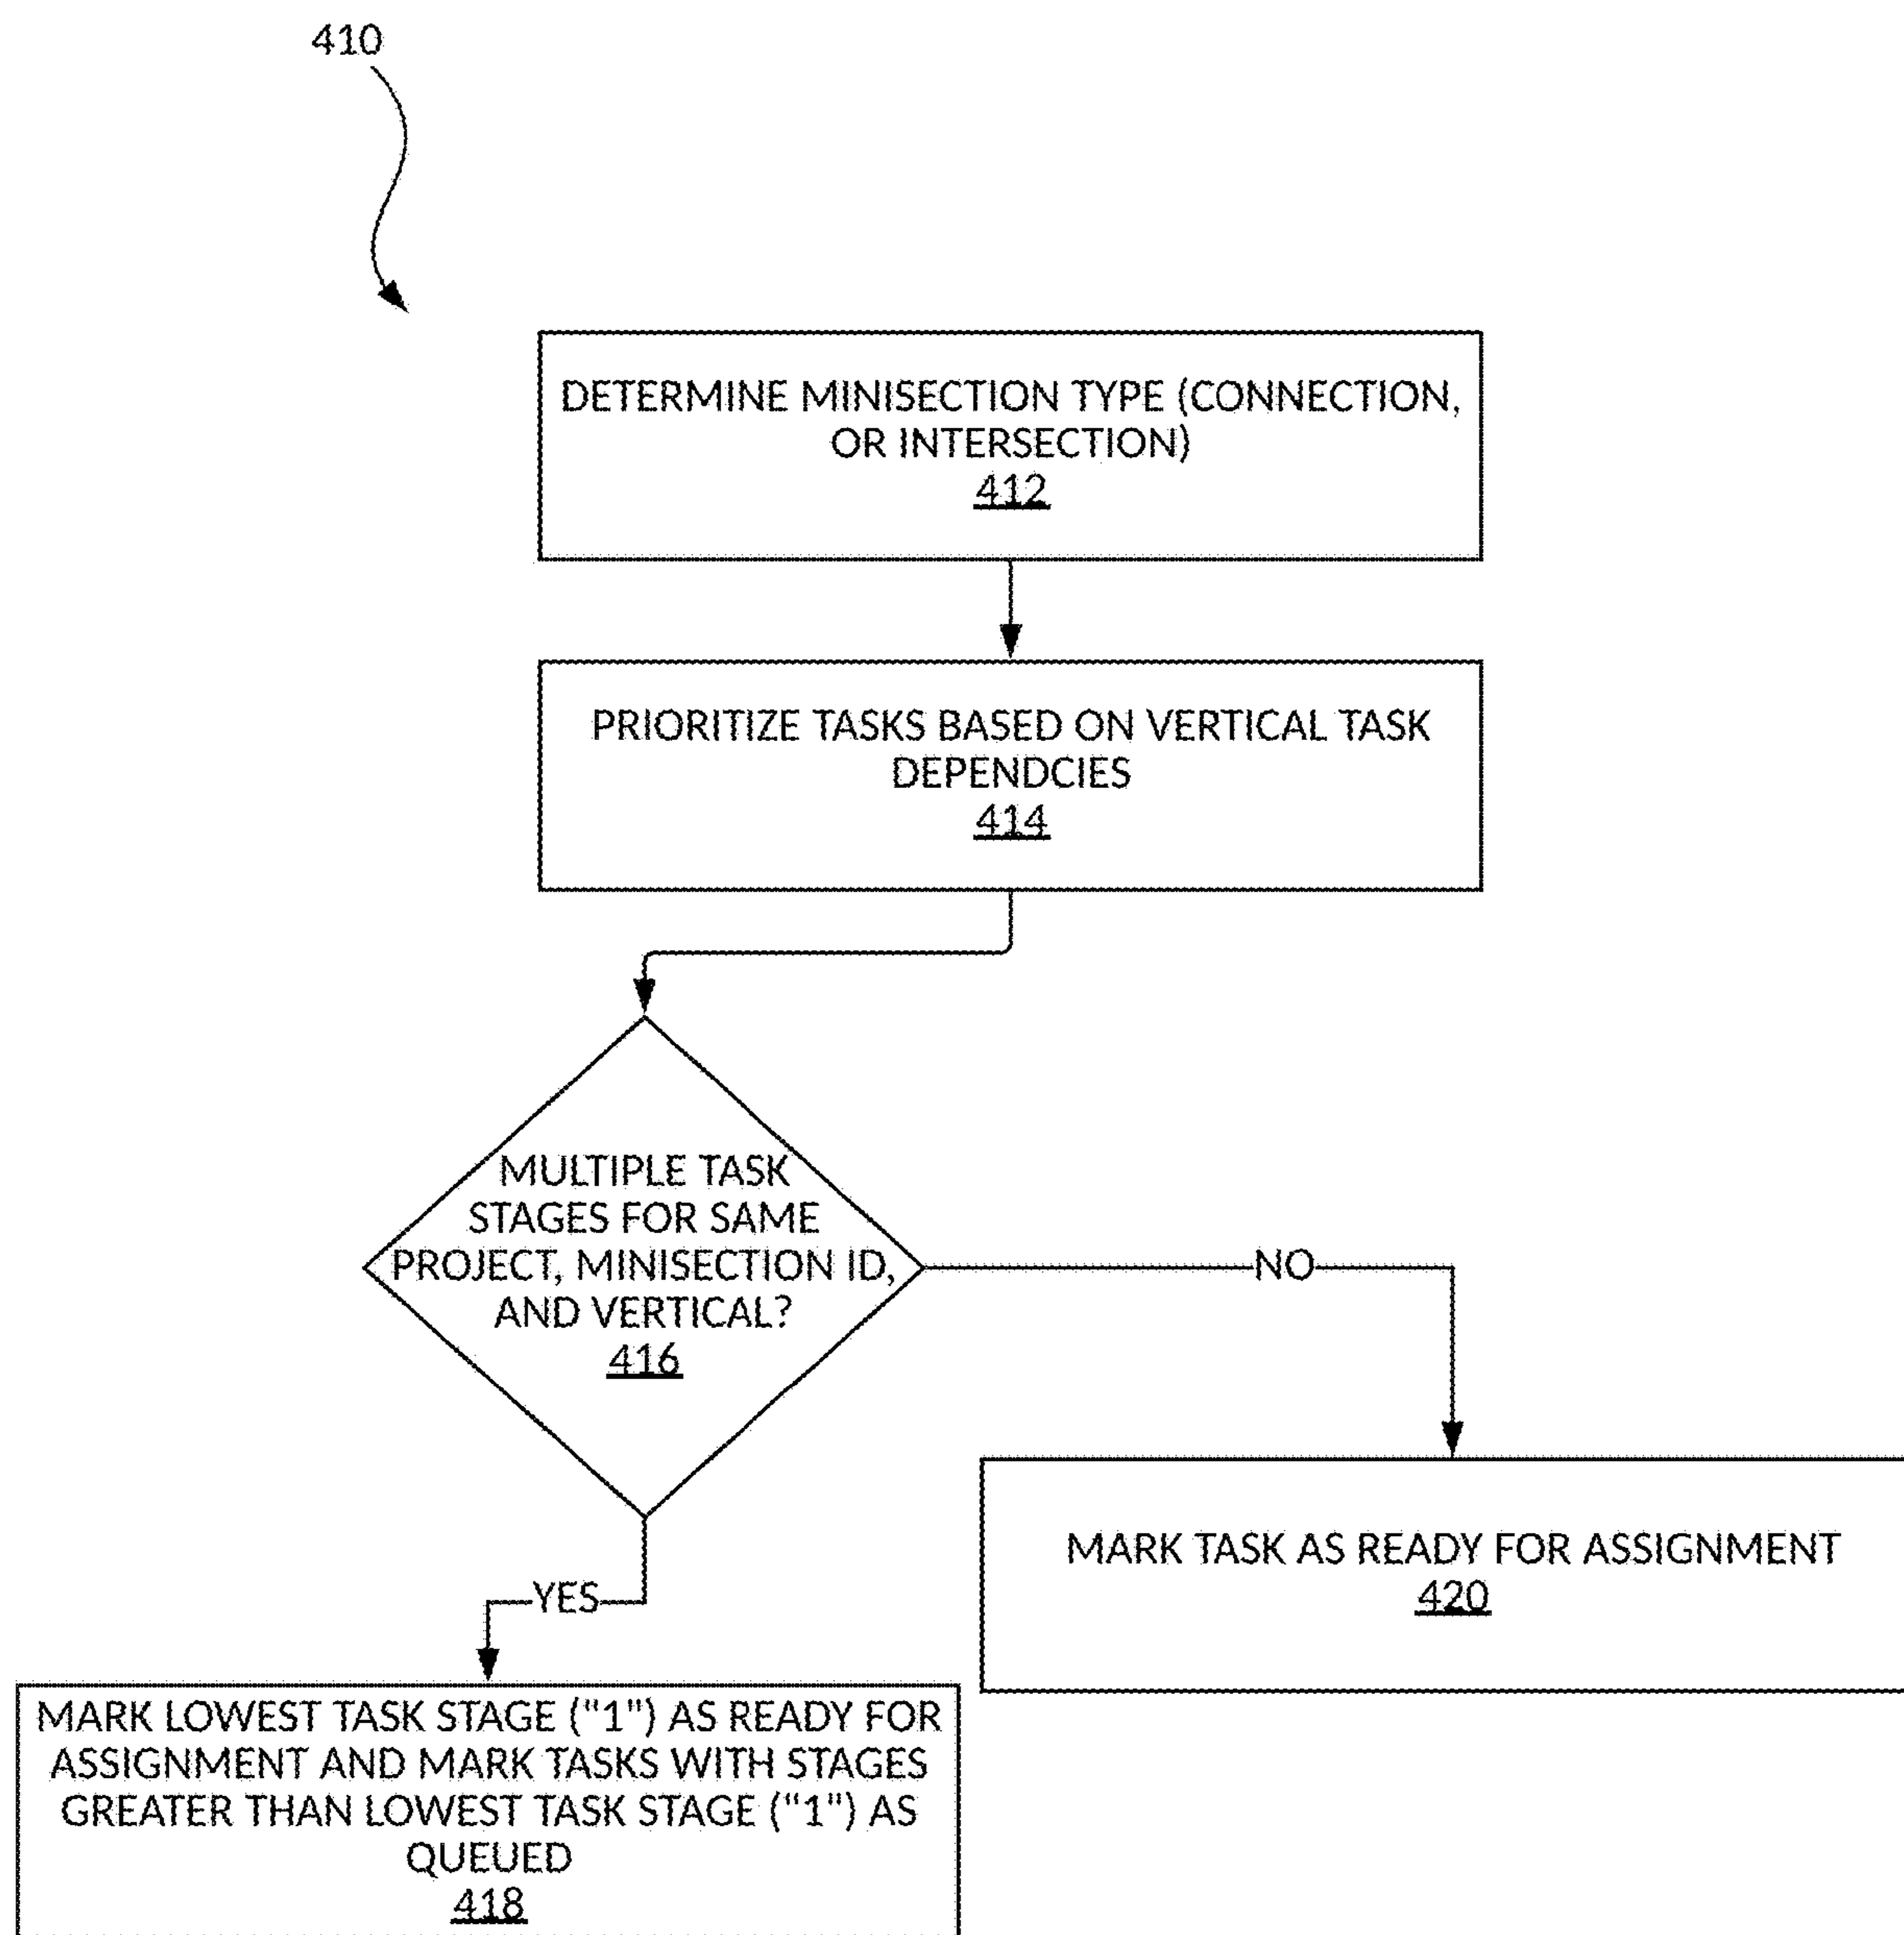 410
DETERMINE MINISECTION TYPE (CONNECTION,
OR INTERSECTION)
412
PRIORITIZE TASKS BASED ON VERTICAL TASK
DEPENDCIES
414
MULTIPLE TASK
STAGES FOR SAME
PROJECT, MINISECTION ID,
AND VERTICAL?
416
NO
MARK TASK AS READY FOR ASSIGNMENT
420
YES
MARK LOWEST TASK STAGE ("1") AS READY FOR
ASSIGNMENT AND MARK TASKS WITH STAGES
GREATER THAN LOWEST TASK STAGE ("1") AS
QUEUED
418